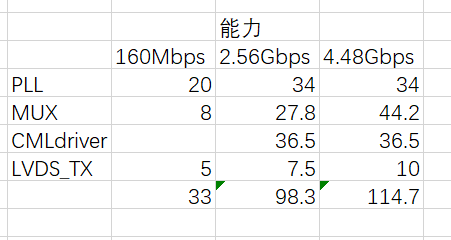 能力
160Mbps 2.56Gbps 4.48Gbps
PLL 20 34 34
MUX 8 27.8 44.2
CMLdriver 36.5 36.5
LVDS_TX 5 7.5 10
33 98.3 114.7